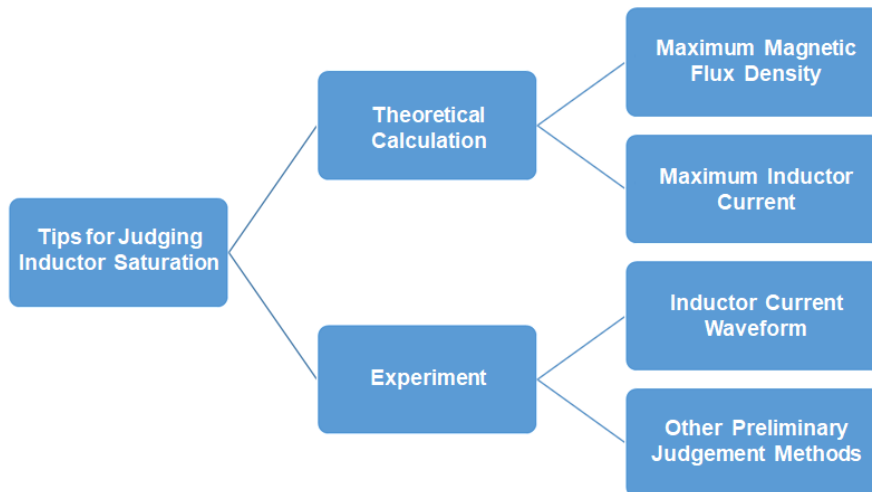 Tips for Judging
Inductor Saturation
Theoretical
Calculation
Experiment
Maximum Magnetic
Flux Density
Maximum Inductor
Current
Inductor Current
Waveform
Other Preliminary
Judgement Methods